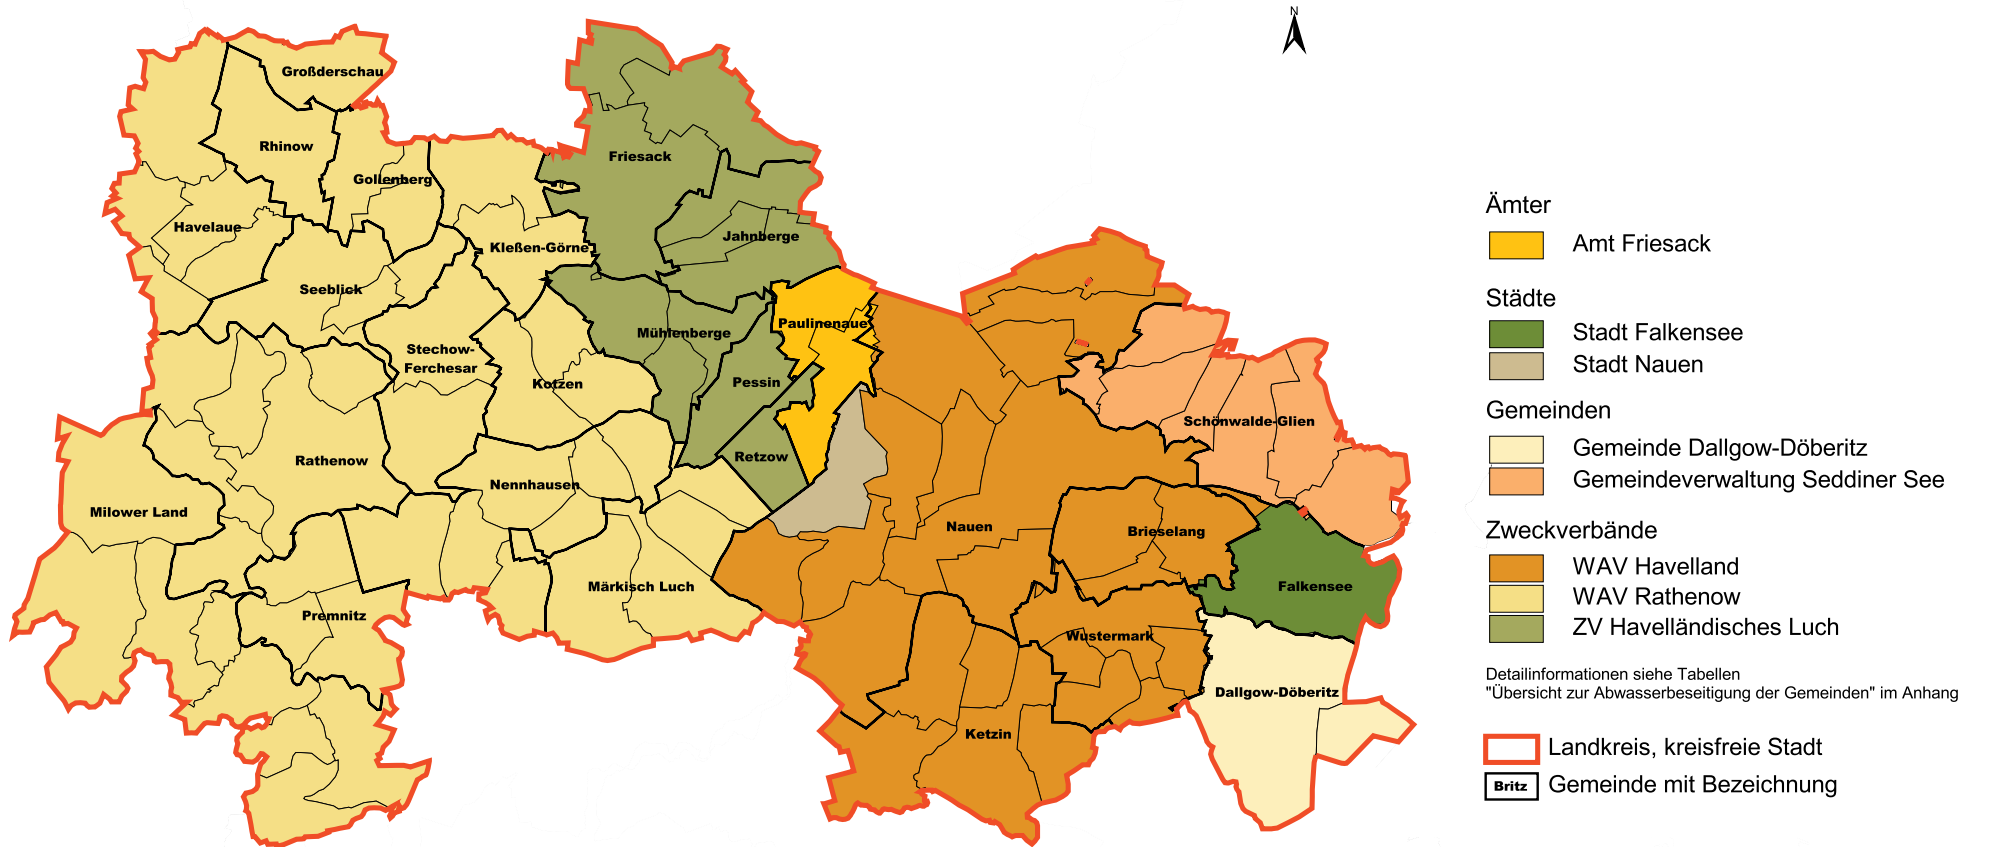 N
Großderschau
Rhinow
Friesack
Gollenberg
Havelaue
Jahnberge
Kleßen-Görne
Seeblick
Paulinenaue
Mühlenberge
Stechow-
Ferchesar
Kotzen
Pessin
Schönwalde-Glien
Retzow
Rathenow
Nennhausen
Milower Land
Nauen
Brieselang
Märkisch Luch
Falkensee
Premnitz
Wustermark
Dallgow-Döberitz
Ketzin
Ämter
Amt Friesack
Städte
Stadt Falkensee
Stadt Nauen
Gemeinden
Gemeinde Dallgow-Döberitz
Gemeindeverwaltung Seddiner See
Zweckverbände
WAV Havelland
WAV Rathenow
ZV Havelländisches Luch
Detailinformationen siehe Tabellen
"Übersicht zur Abwasserbeseitigung der Gemeinden" im Anhang
Landkreis, kreisfreie Stadt
Britz Gemeinde mit Bezeichnung